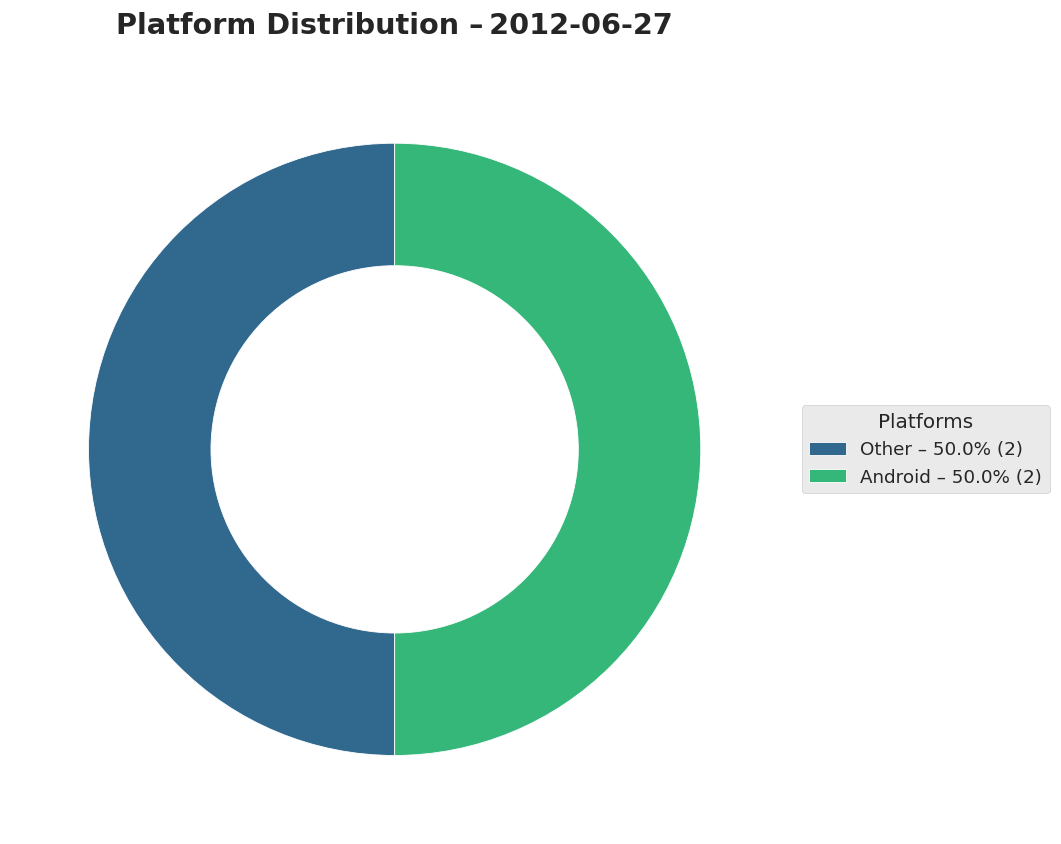 Platform Distribution – 2012-06-27
Platforms
Other – 50.0% (2)
Android – 50.0% (2)